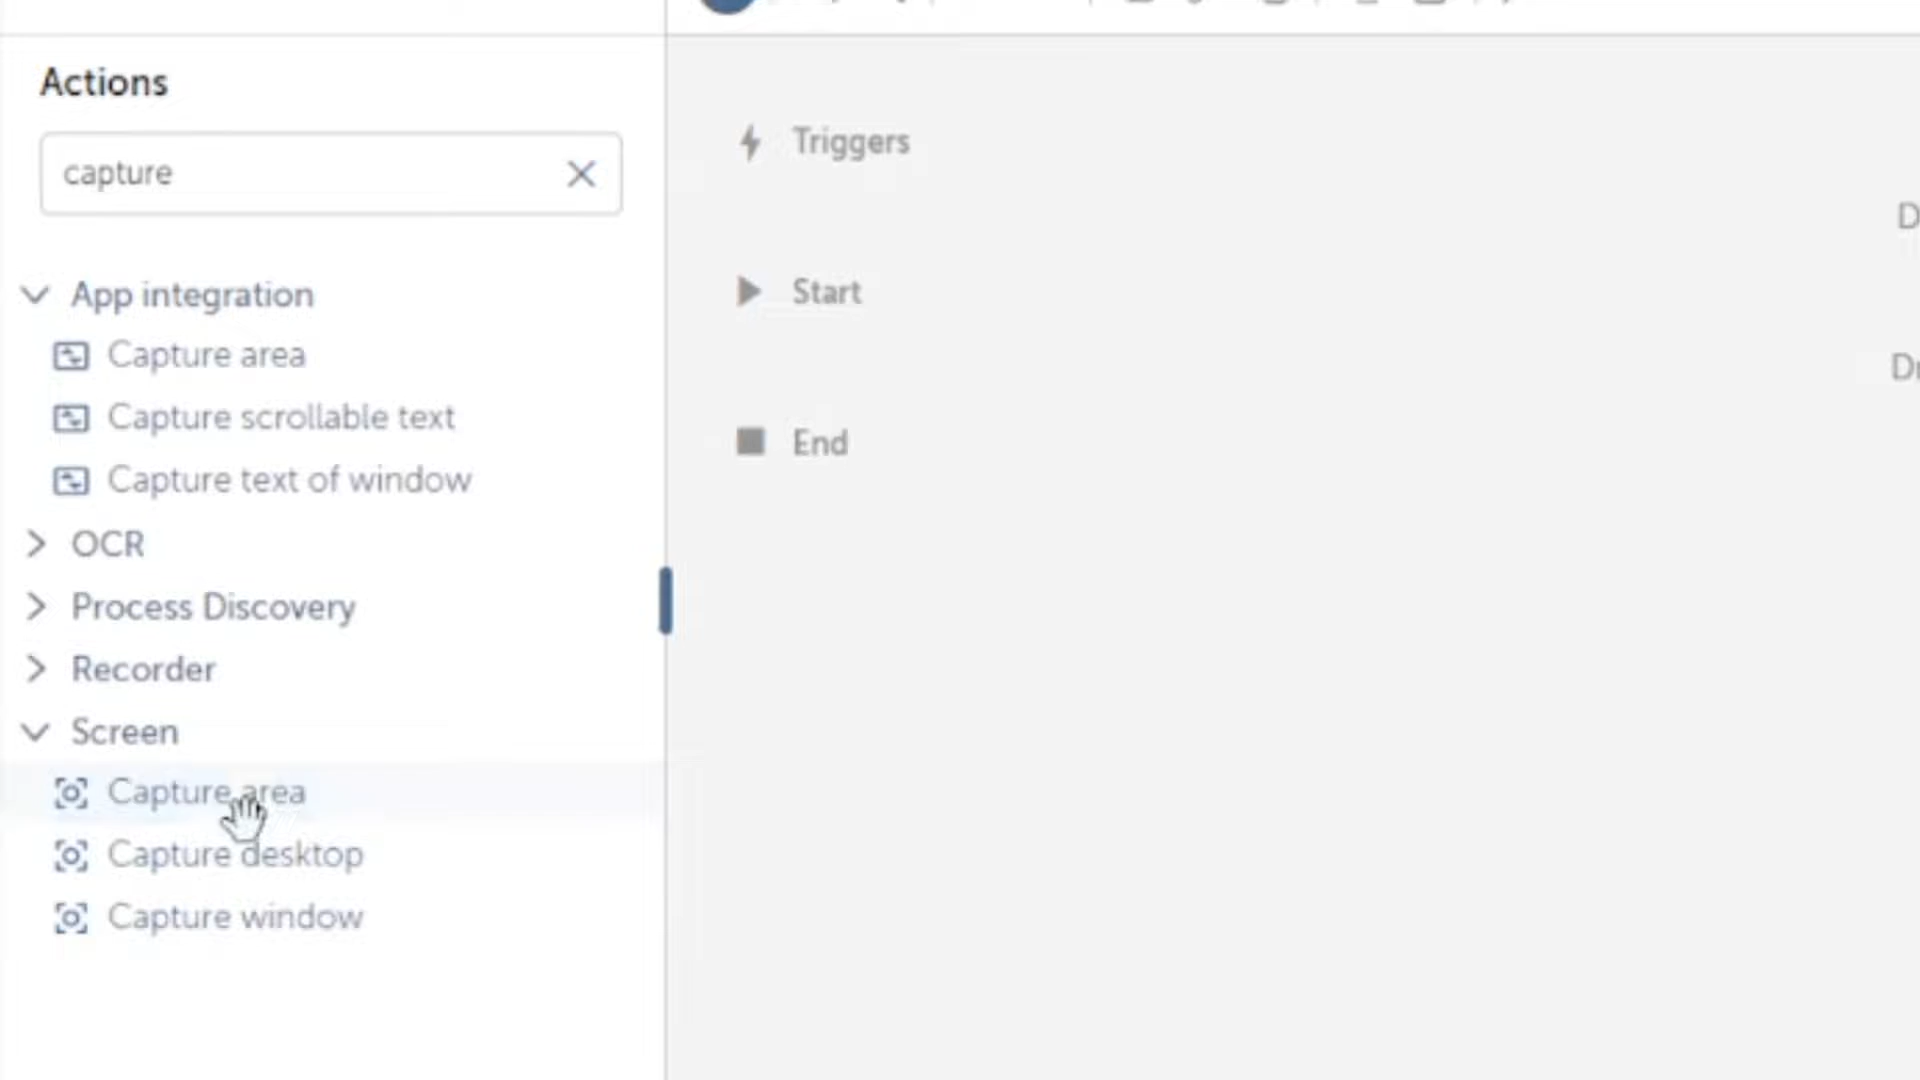 Actions
capture
App integration
Capture area
Capture scrollable text
Capture text of window
OCR
Process Discovery
Recorder
Screen
Capture area
Capture desktop
Capture window
Triggers
Start
End